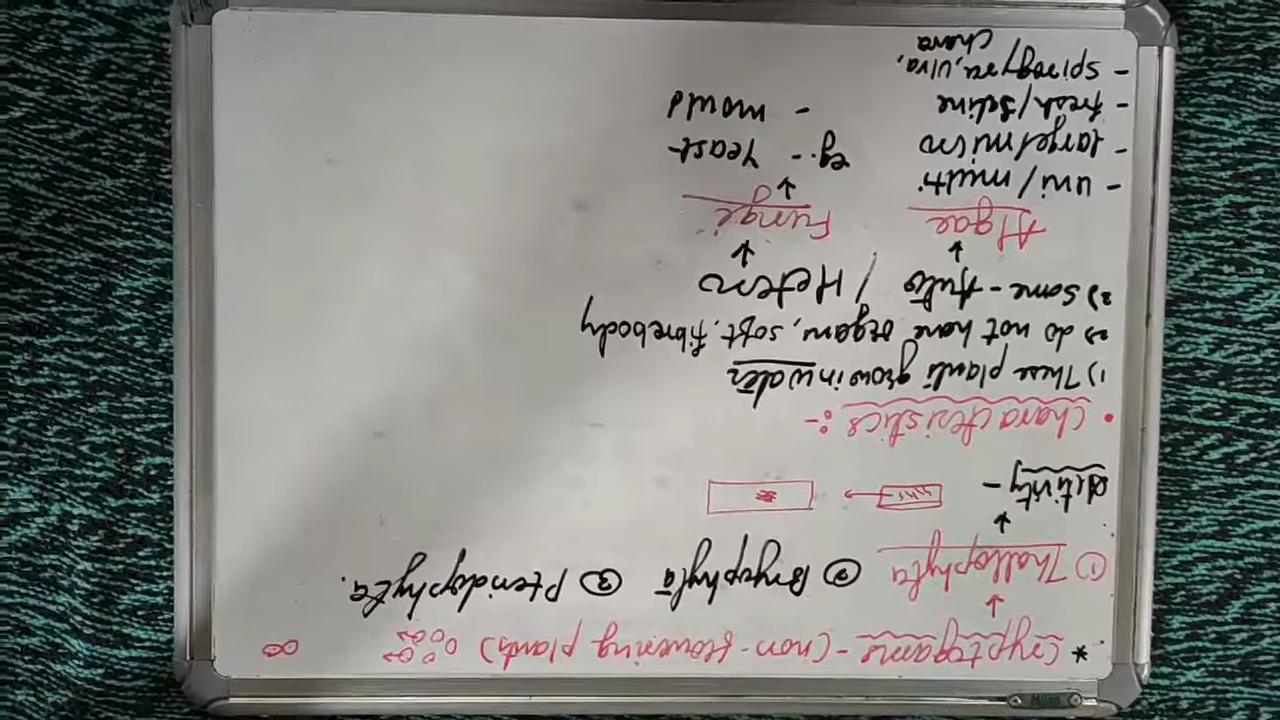 * Cryptogame - (non-flowering plants)
① Thallophyta ② Bryophyta ③ Pteridophyta.
Activity -
• Characteristics :-
1) These plants grow in water
2) do not have organs, soft. fibrebody
2) Some - Auto / Hetero
Algae Fungi
- uni/multi eg:- Yeast
- large/micro - mould
- fresh/Saline
- Spirogyra, Ulva,
Chara